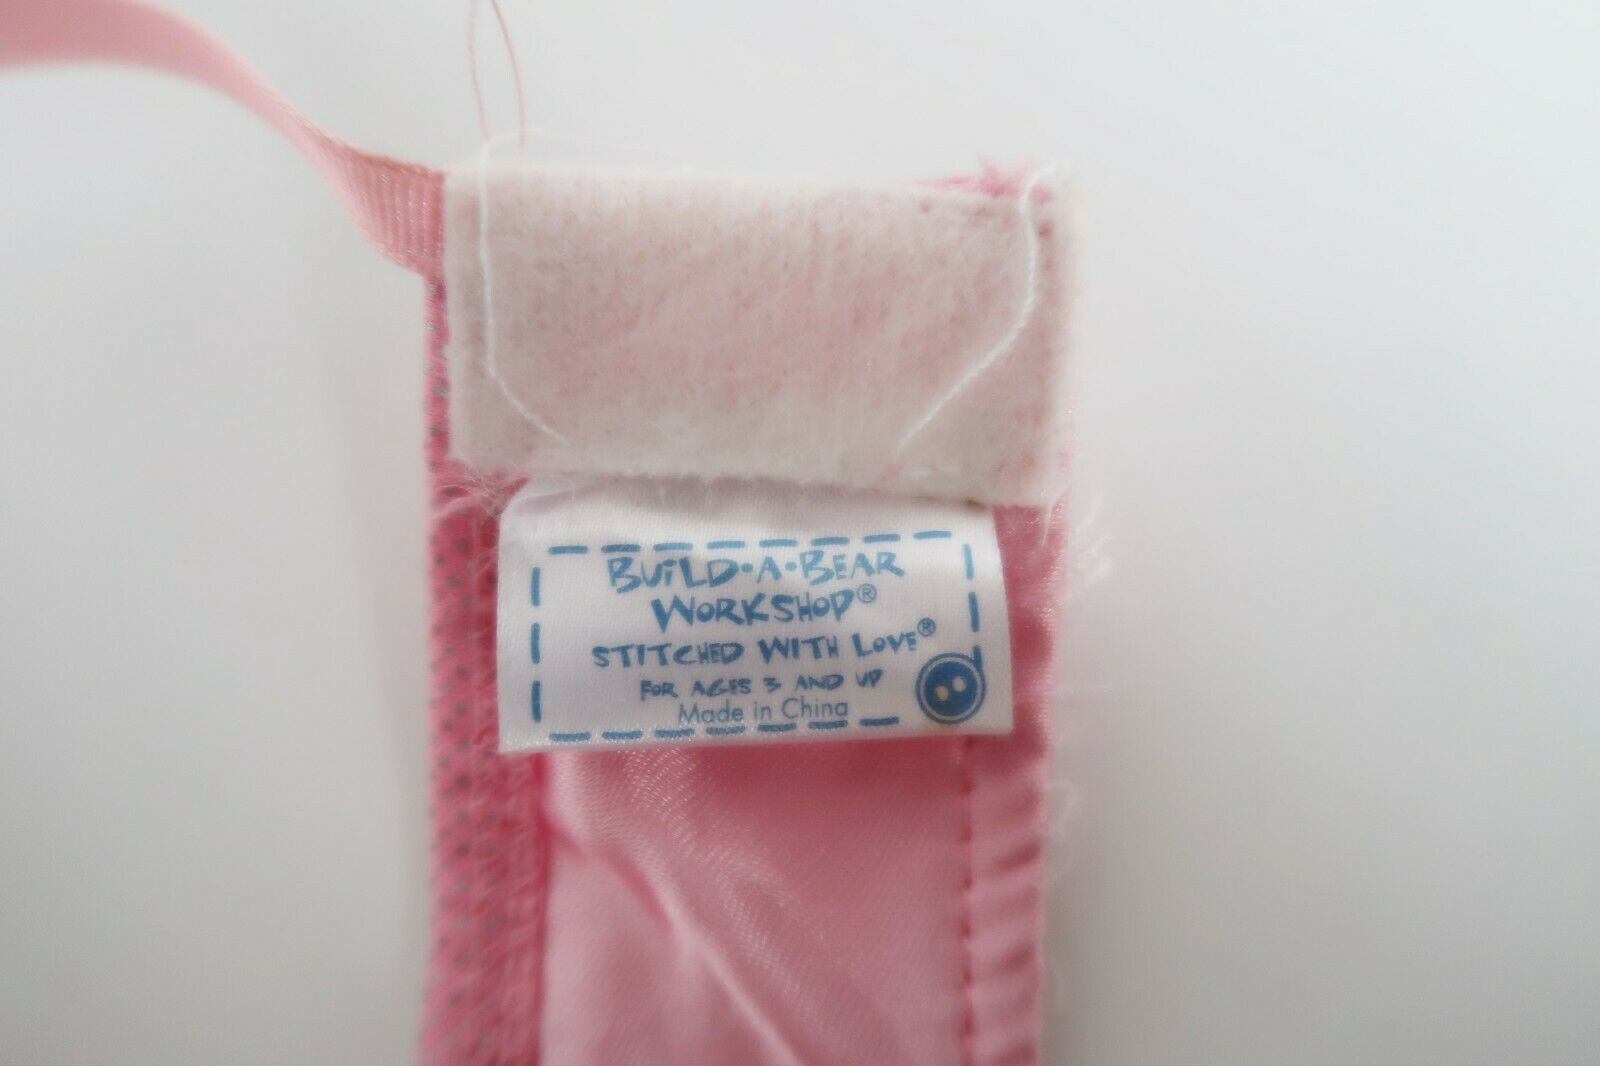 BUILD•A•BEAR
WORKSHOP®
STITCHED WITH LOVE®
FOR AGES 3 AND UP
Made in China